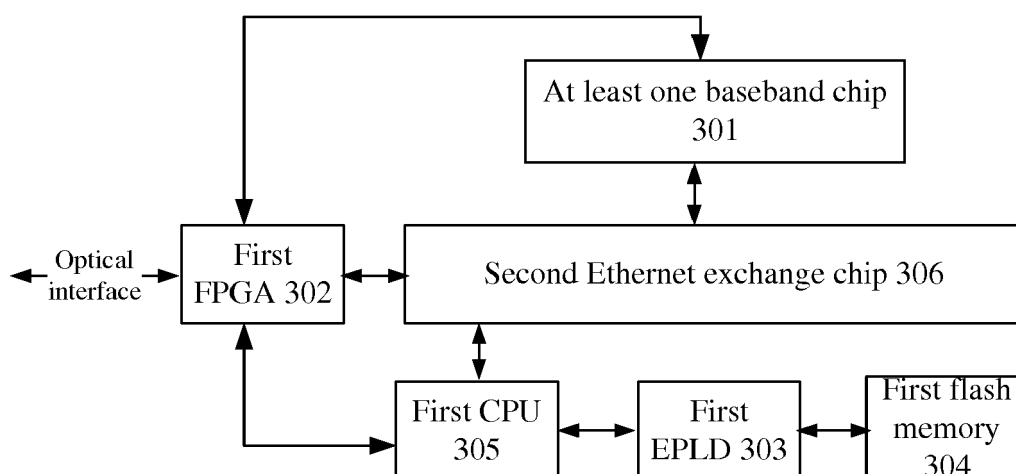 At least one baseband chip
301
Optical
interface
First
FPGA 302
Second Ethernet exchange chip 306
First CPU
305
First
EPLD 303
First flash
memory
304